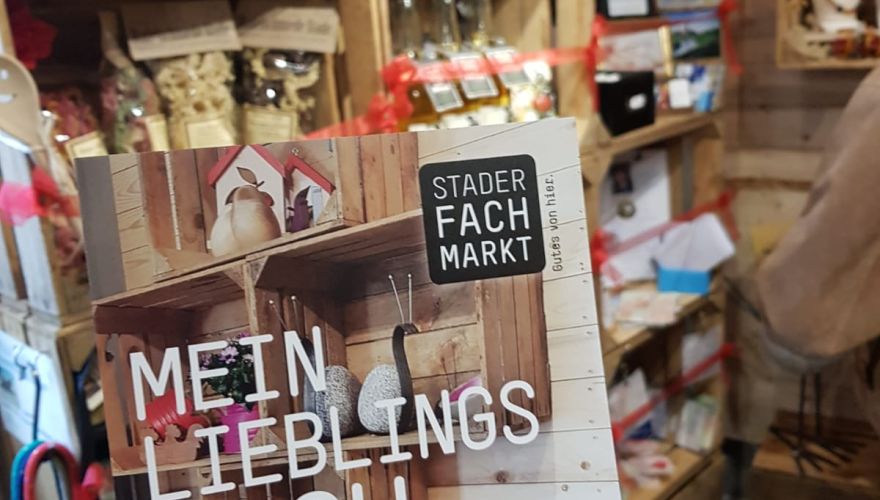 STADER
FACH
MARKT
Gutes von hier.
MEIN
LIEBLINGS